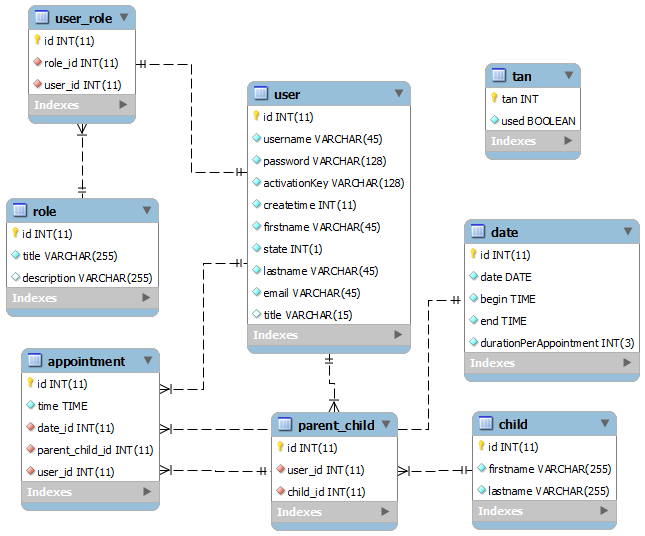 user_role
id INT(11)
role_id INT(11)
user_id INT(11)
Indexes
role
id INT(11)
title VARCHAR(255)
description VARCHAR(255)
Indexes
user
id INT(11)
username VARCHAR(45)
password VARCHAR(128)
activationKey VARCHAR(128)
createtime INT(11)
firstname VARCHAR(45)
state INT(1)
lastname VARCHAR(45)
email VARCHAR(45)
title VARCHAR(15)
Indexes
tan
tan INT
used BOOLEAN
date
id INT(11)
date DATE
begin TIME
end TIME
durationPerAppointment INT(3)
Indexes
appointment
id INT(11)
time TIME
date_id INT(11)
parent_child_id INT(11)
user_id INT(11)
Indexes
parent_child
id INT(11)
user_id INT(11)
child_id INT(11)
Indexes
child
id INT(11)
firstname VARCHAR(255)
lastname VARCHAR(255)
Indexes